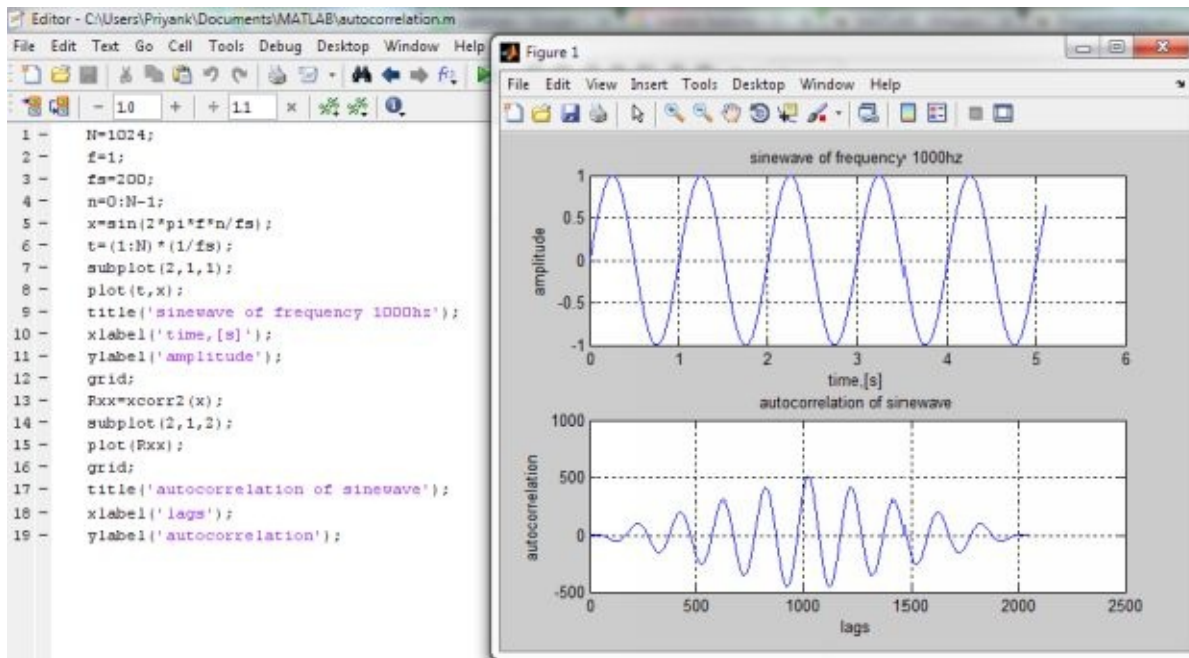 Editor - C:\Users\Priyank\Documents\MATLAB\autocorrelation.m
File Edit Text Go Cell Tools Debug Desktop Window Help
- 1.0 + ÷ 1.1 ×
1 - N=1024;
2 - f=1;
3 - fs=200;
4 - n=0:N-1;
5 - x=sin(2*pi*f*n/fs);
6 - t=(1:N)*(1/fs);
7 - subplot(2,1,1);
8 - plot(t,x);
9 - title('sinewave of frequency 1000hz');
10 - xlabel('time,[s]');
11 - ylabel('amplitude');
12 - grid;
13 - Rxx=xcorr2(x);
14 - subplot(2,1,2);
15 - plot(Rxx);
16 - grid;
17 - title('autocorrelation of sinewave');
18 - xlabel('lags');
19 - ylabel('autocorrelation');
Figure 1
File Edit View Insert Tools Desktop Window Help
sinewave of frequency 1000hz
1
0.5
0
-0.5
-1
amplitude
0 1 2 3 4 5 6
time,[s]
autocorrelation of sinewave
1000
500
0
-500
autocorrelation
0 500 1000 1500 2000 2500
lags